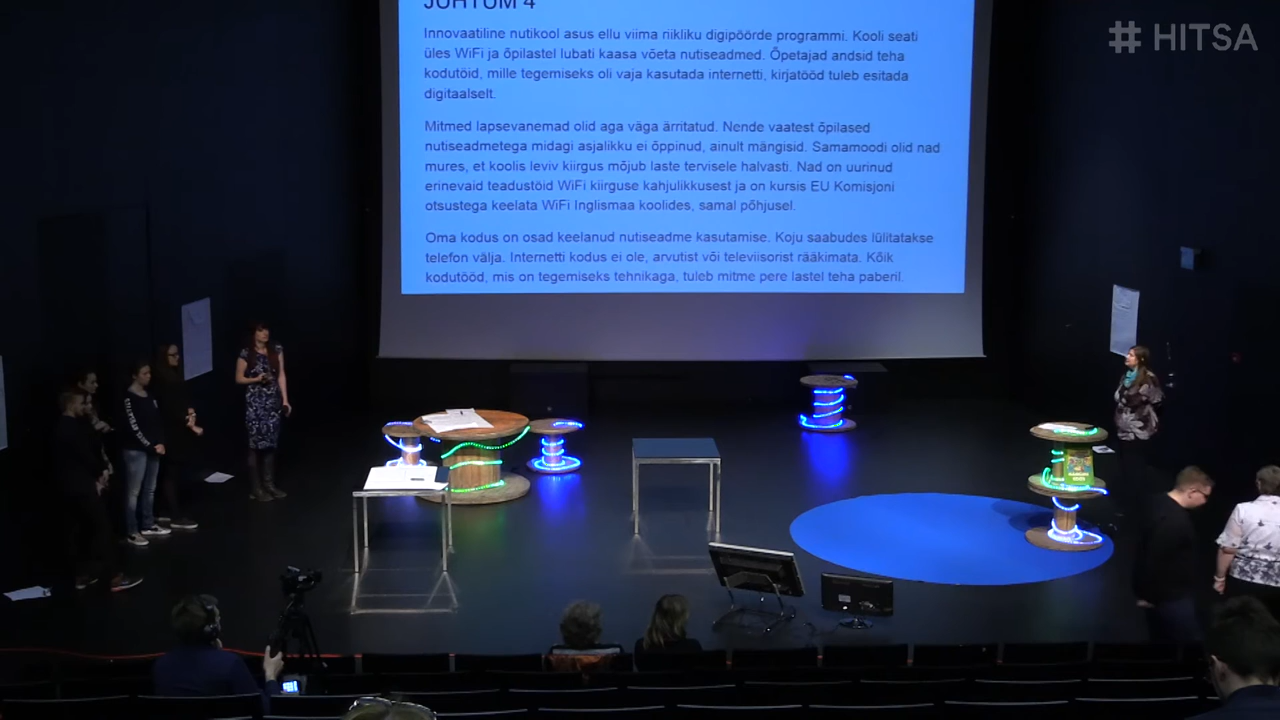 JUHTUM 4
# HITSA
Innovaatiline nutikool asus ellu viima riikliku digipöörde programmi. Kooli seati
üles WiFi ja õpilastel lubati kaasa võeta nutiseadmed. Õpetajad andsid teha
kodutöid, mille tegemiseks oli vaja kasutada internetti, kirjatööd tuleb esitada
digitaalselt.
Mitmed lapsevanemad olid aga väga ärritatud. Nende vaatest õpilased
nutiseadmetega midagi asjalikku ei õppinud, ainult mängisid. Samamoodi olid nad
mures, et koolis leviv kiirgus mõjub laste tervisele halvasti. Nad on uurinud
erinevaid teadustöid WiFi kiirguse kahjulikkusest ja on kursis EU Komisjoni
otsustega keelata WiFi Inglismaa koolides, samal põhjusel.
Oma kodus on osad keelanud nutiseadme kasutamise. Koju saabudes lülitatakse
telefon välja. Internetti kodus ei ole, arvutist või televiisorist rääkimata. Kõik
kodutööd, mis on tegemiseks tehnikaga, tuleb mitme pere lastel teha paberil.